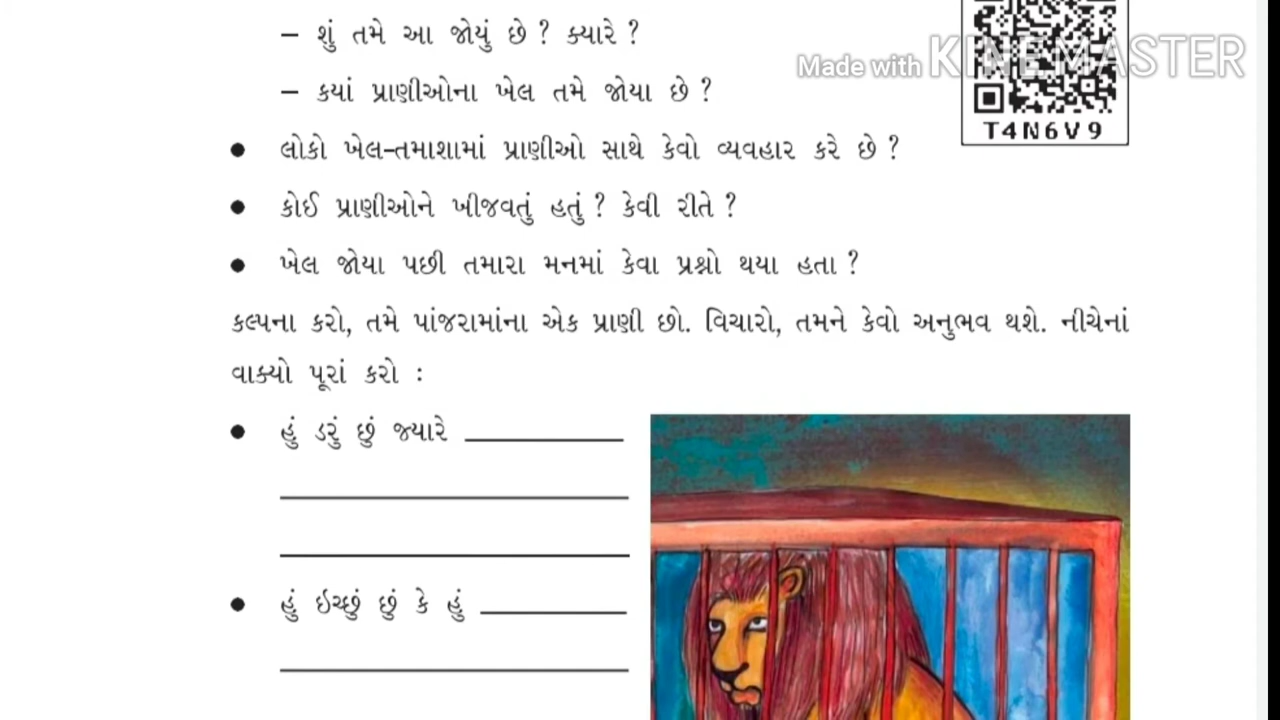 – શું તમે આ જોયું છે ? ક્યારે ?
– કયાં પ્રાણીઓના ખેલ તમે જોયા છે ?
Made with KINEMASTER
T4N6V9
● લોકો ખેલ-તમાશામાં પ્રાણીઓ સાથે કેવો વ્યવહાર કરે છે ?
● કોઈ પ્રાણીઓને ખીજવતું હતું ? કેવી રીતે ?
● ખેલ જોયા પછી તમારા મનમાં કેવા પ્રશ્નો થયા હતા ?
કલ્પના કરો, તમે પાંજરામાંના એક પ્રાણી છો. વિચારો, તમને કેવો અનુભવ થશે. નીચેનાં
વાક્યો પૂરાં કરો :
● હું ડરું છું જ્યારે
● હું ઇચ્છું છું કે હું